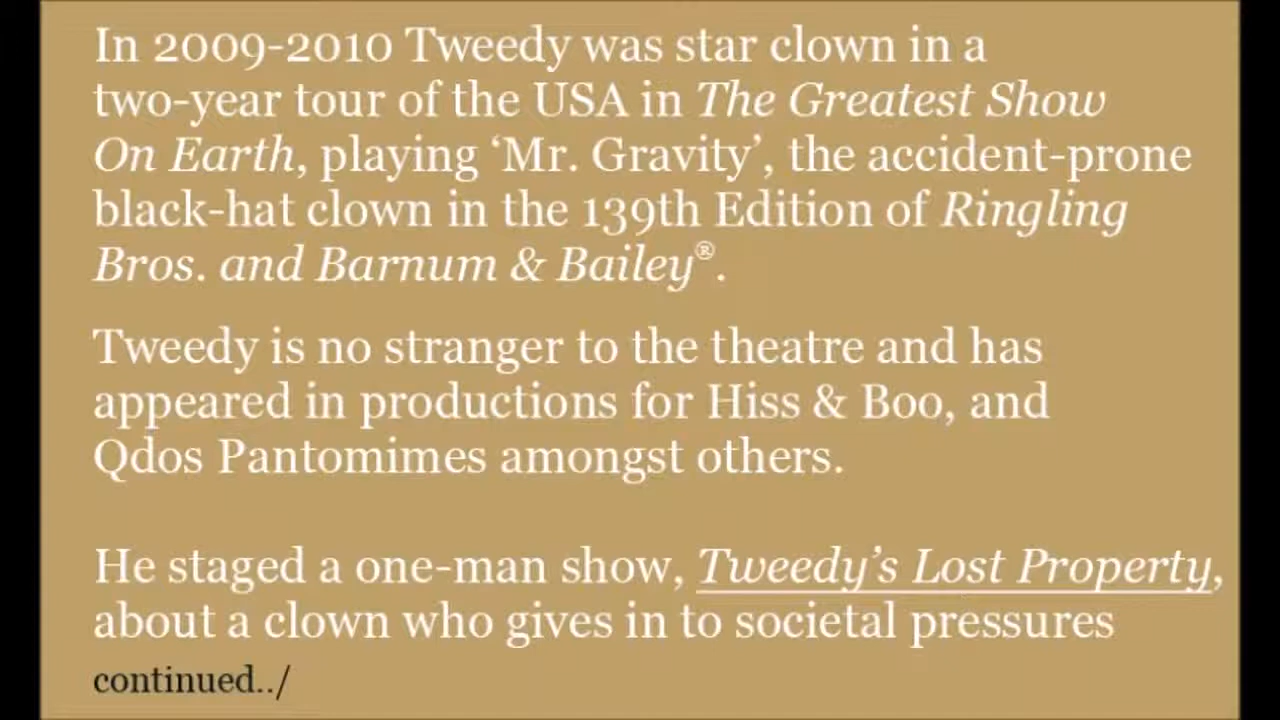 In 2009-2010 Tweedy was star clown in a
two-year tour of the USA in The Greatest Show
On Earth, playing ‘Mr. Gravity’, the accident-prone
black-hat clown in the 139th Edition of Ringling
Bros. and Barnum & Bailey®.
Tweedy is no stranger to the theatre and has
appeared in productions for Hiss & Boo, and
Qdos Pantomimes amongst others.
He staged a one-man show, Tweedy’s Lost Property,
about a clown who gives in to societal pressures
continued../